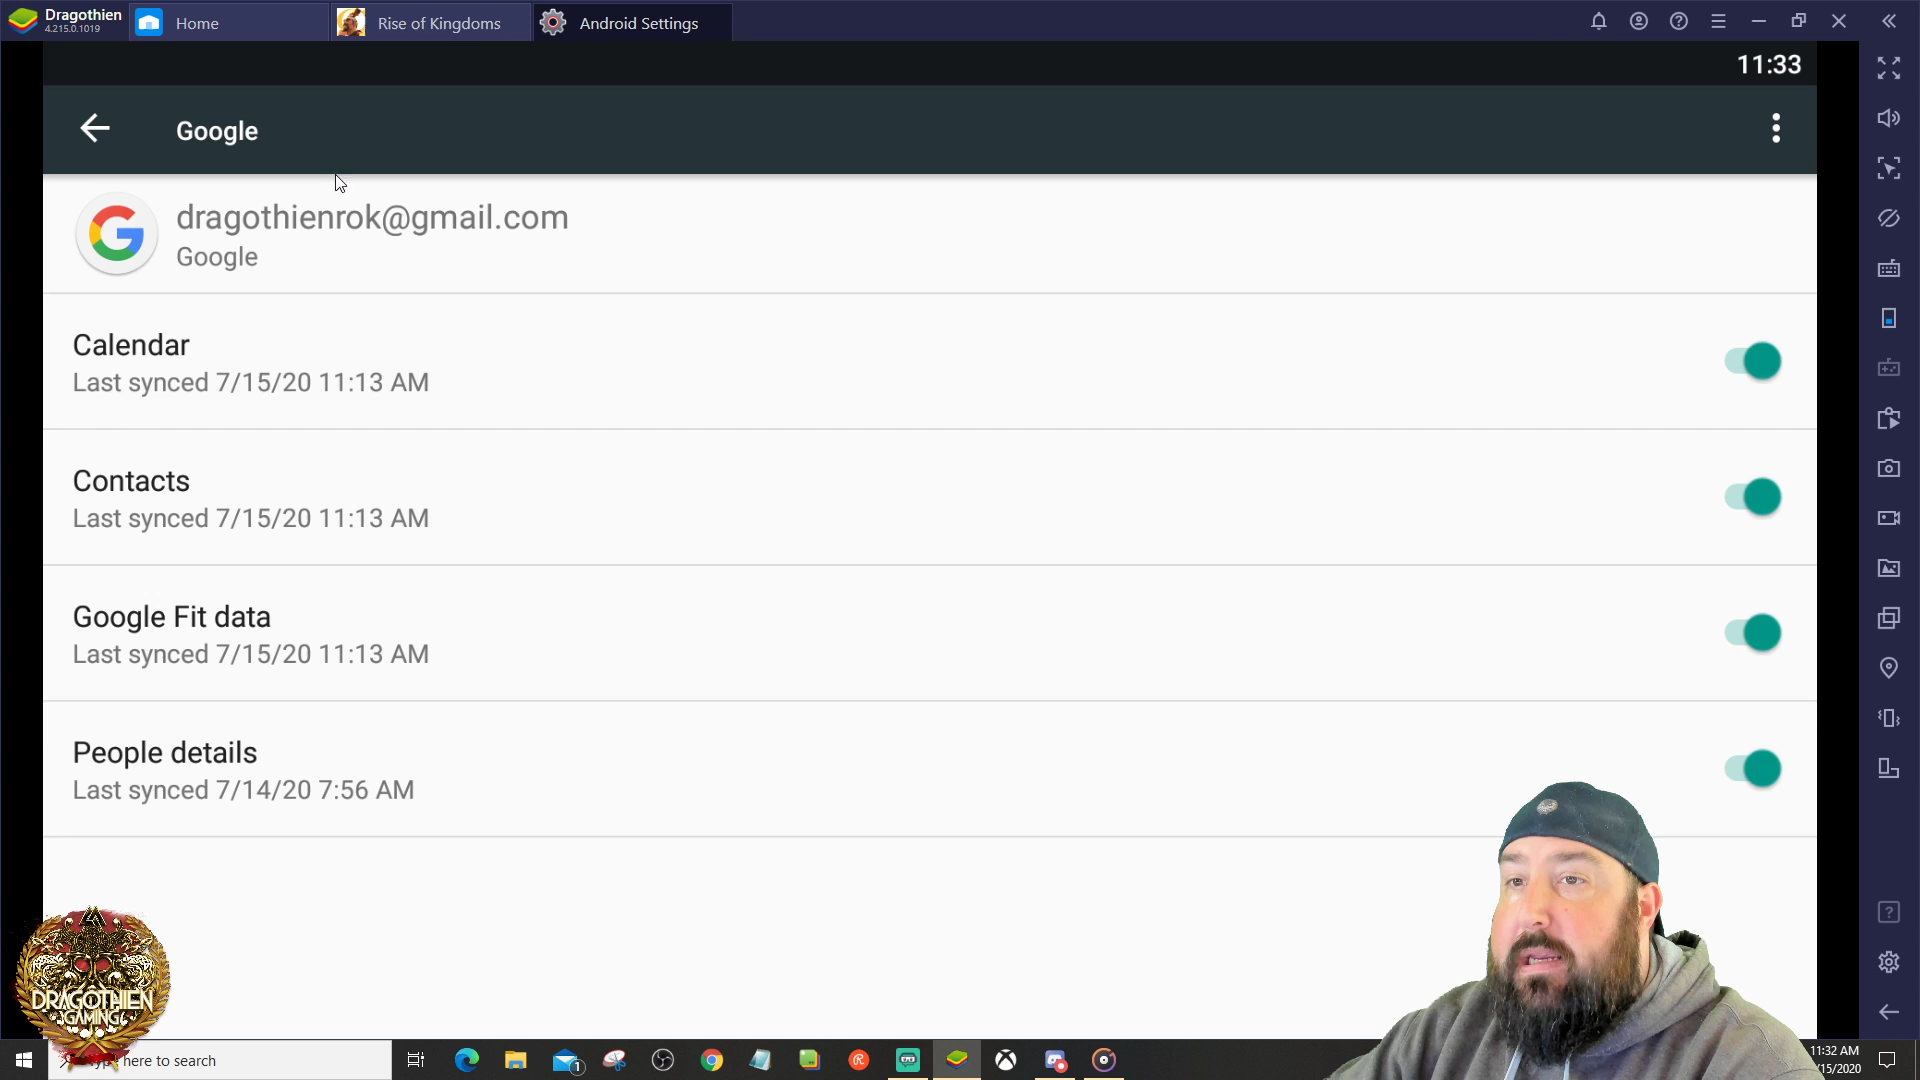 Dragothien
4.215.0.1019
Home
Rise of Kingdoms
Android Settings
11:33
Google
dragothienrok@gmail.com
Google
Calendar
Last synced 7/15/20 11:13 AM
Contacts
Last synced 7/15/20 11:13 AM
Google Fit data
Last synced 7/15/20 11:13 AM
People details
Last synced 7/14/20 7:56 AM
DRAGOTHIEN
GAMING
here to search
1
11:32 AM
/15/2020